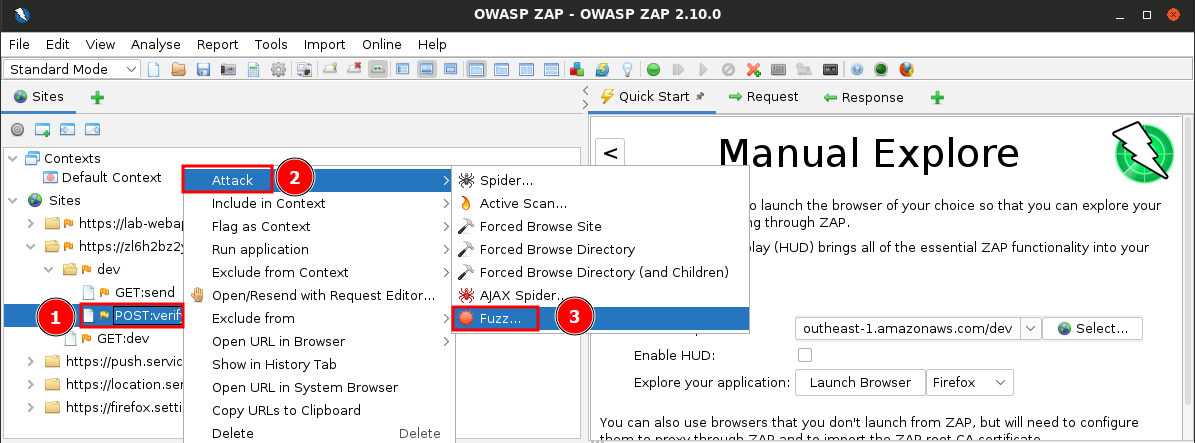 OWASP ZAP - OWASP ZAP 2.10.0
File Edit View Analyse Report Tools Import Online Help
Standard Mode
Sites
Quick Start Request Response
Contexts
Default Context
Sites
https://lab-webap
https://zl6h2bz2y
dev
GET:send
1 POST:verify
GET:dev
https://push.servic
https://location.ser
https://firefox.setti
Attack 2
Include in Context
Flag as Context
Run application
Exclude from Context
Open/Resend with Request Editor...
Exclude from
Open URL in Browser
Show in History Tab
Open URL in System Browser
Copy URLs to Clipboard
Delete Delete
Spider...
Active Scan...
Forced Browse Site
Forced Browse Directory
Forced Browse Directory (and Children)
AJAX Spider...
Fuzz... 3
<
Manual Explore
to launch the browser of your choice so that you can explore your
ng through ZAP.
play (HUD) brings all of the essential ZAP functionality into your
outheast-1.amazonaws.com/dev Select...
Enable HUD:
Explore your application: Launch Browser Firefox
You can also use browsers that you don't launch from ZAP, but will need to configure
them to proxy through ZAP and to import the ZAP root CA certificate.